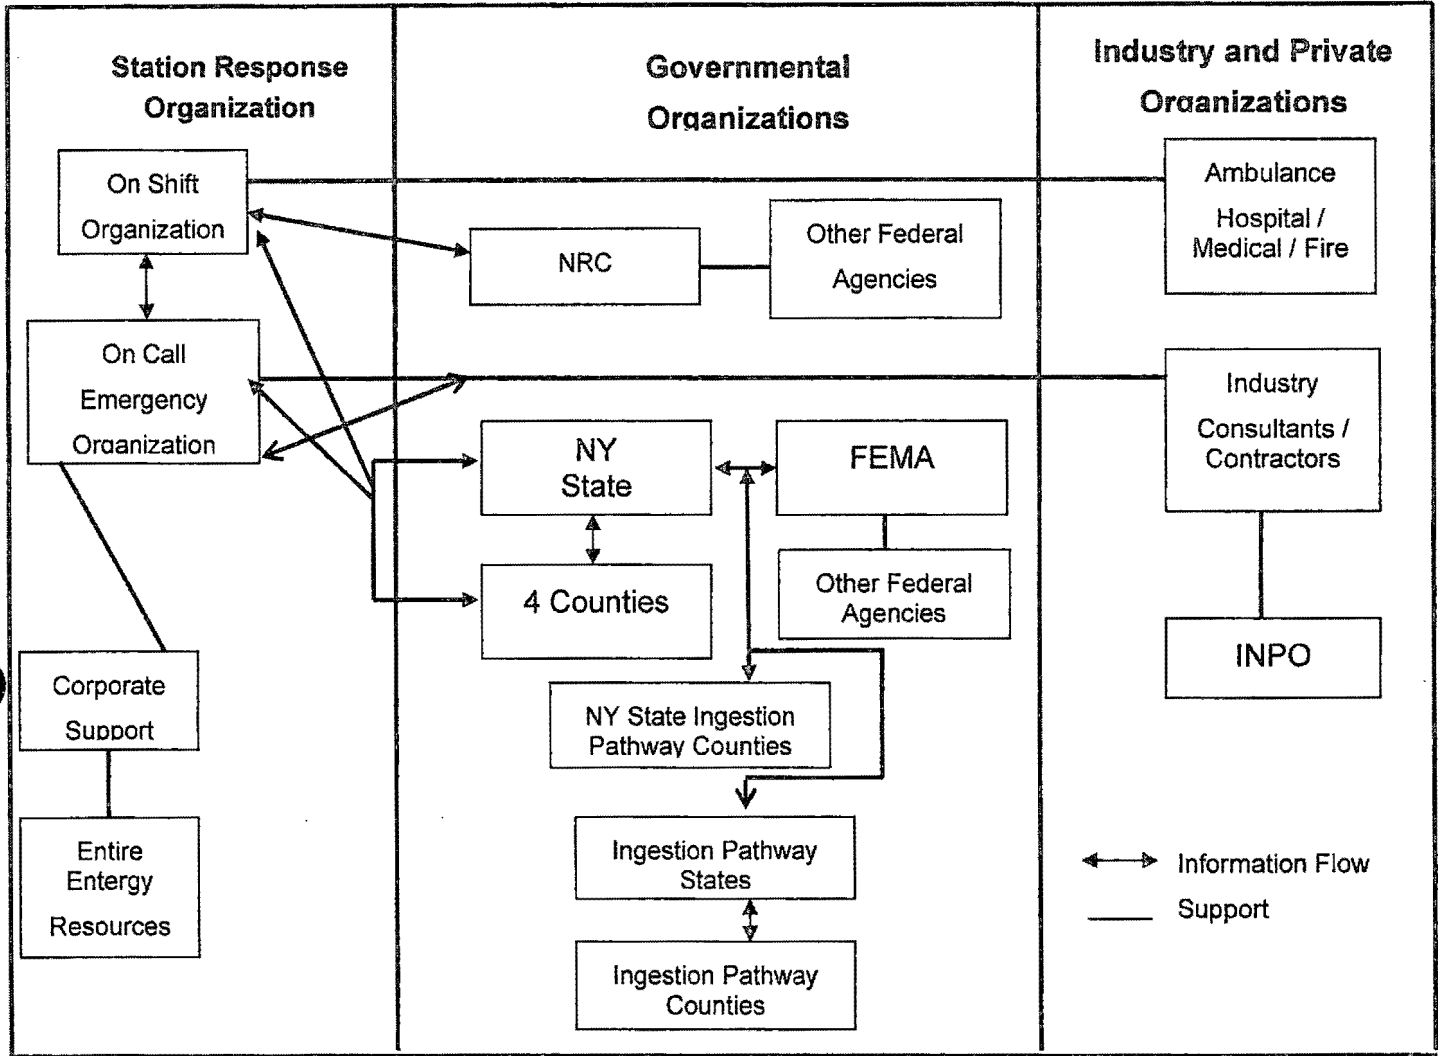 Station Response
Organization
Governmental
Organizations
Industry and Private
Organizations
On Shift
Organization
NRC
Other Federal
Agencies
Ambulance
Hospital /
Medical / Fire
On Call
Emergency
Organization
Industry
Consultants /
Contractors
NY
State
FEMA
4 Counties
Other Federal
Agencies
INPO
Corporate
Support
NY State Ingestion
Pathway Counties
Entire
Entergy
Resources
Ingestion Pathway
States
Ingestion Pathway
Counties
Information Flow
Support